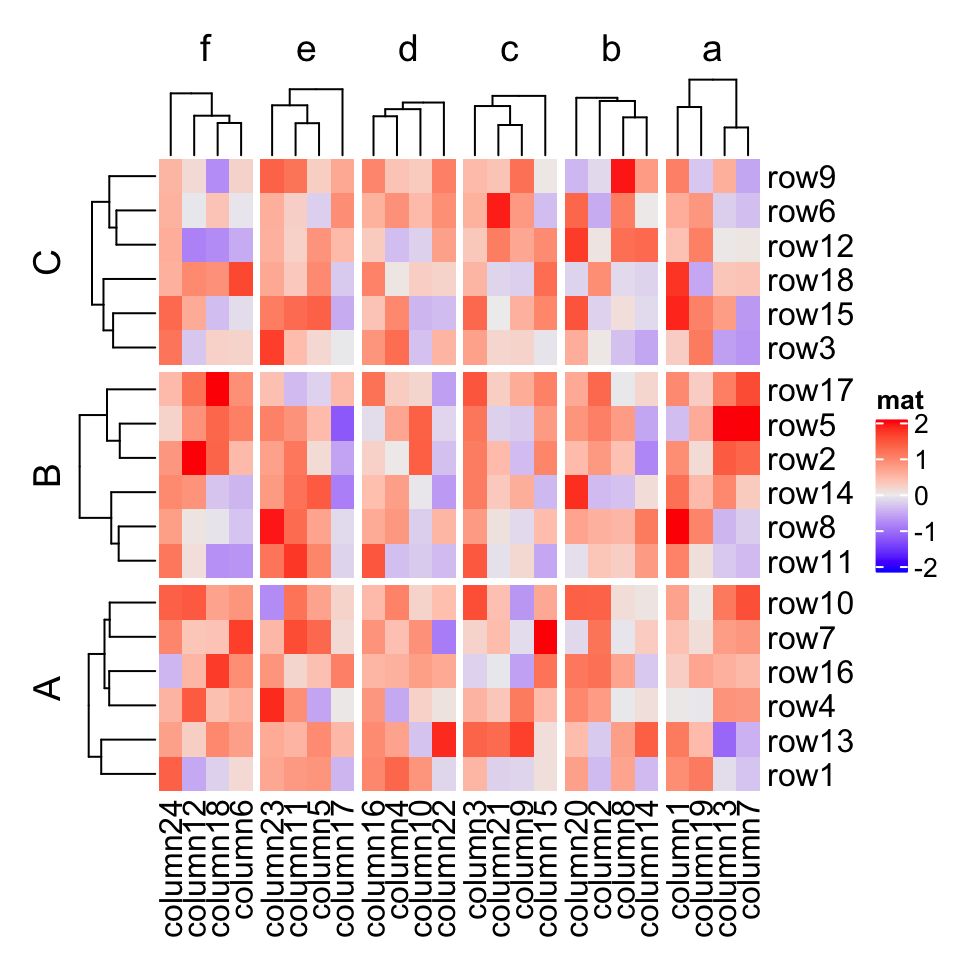 f e d c b a
C
row9
row6
row12
row18
row15
row3
B
row17
row5
row2
row14
row8
row11
A
row10
row7
row16
row4
row13
row1
column24 column12 column18 column6 column23 column11 column5 column17 column16 column4 column10 column22 column3 column21 column9 column15 column20 column2 column8 column14 column1 column19 column13 column7
mat
2
1
0
-1
-2